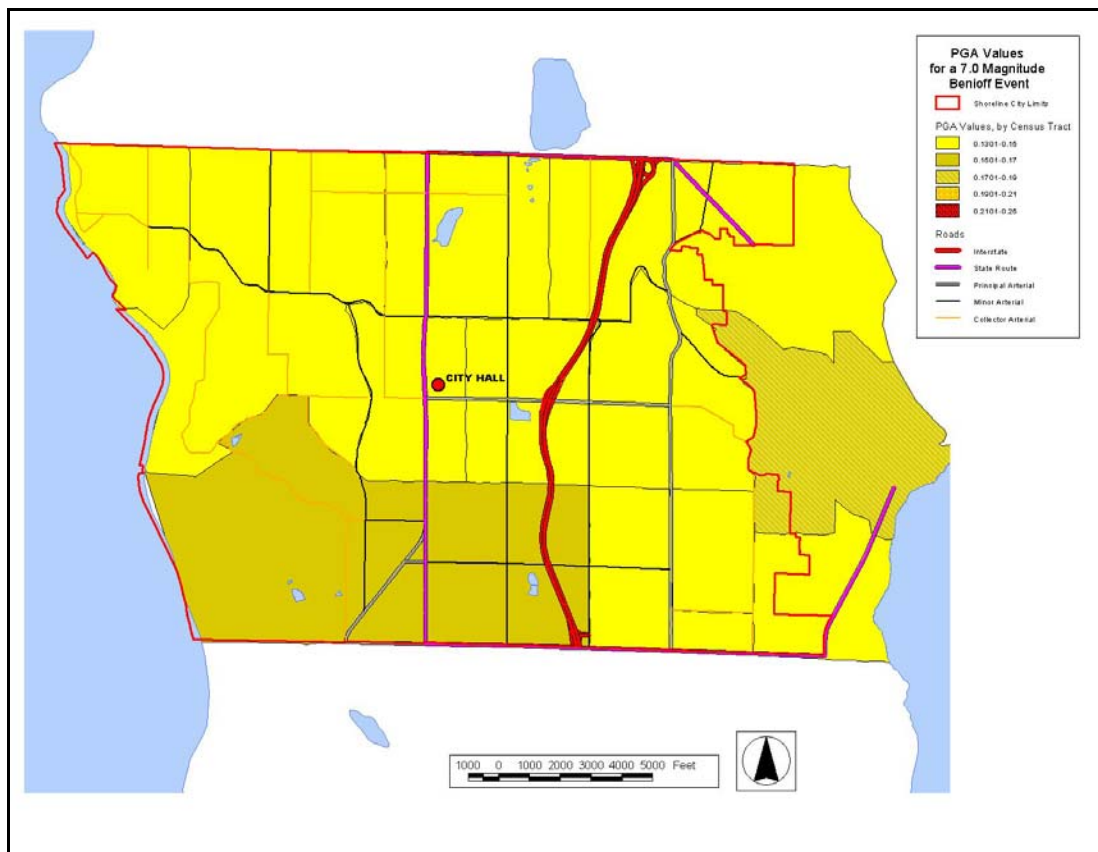 PGA Values
for a 7.0 Magnitude
Benioff Event
Shoreline City Limits
PGA Values, by Census Tract
0.1301-0.15
0.1501-0.17
0.1701-0.19
0.1901-0.21
0.2101-0.25
Roads
Interstate
State Route
Principal Arterial
Minor Arterial
Collector Arterial
CITY HALL
1000 0 1000 2000 3000 4000 5000 Feet